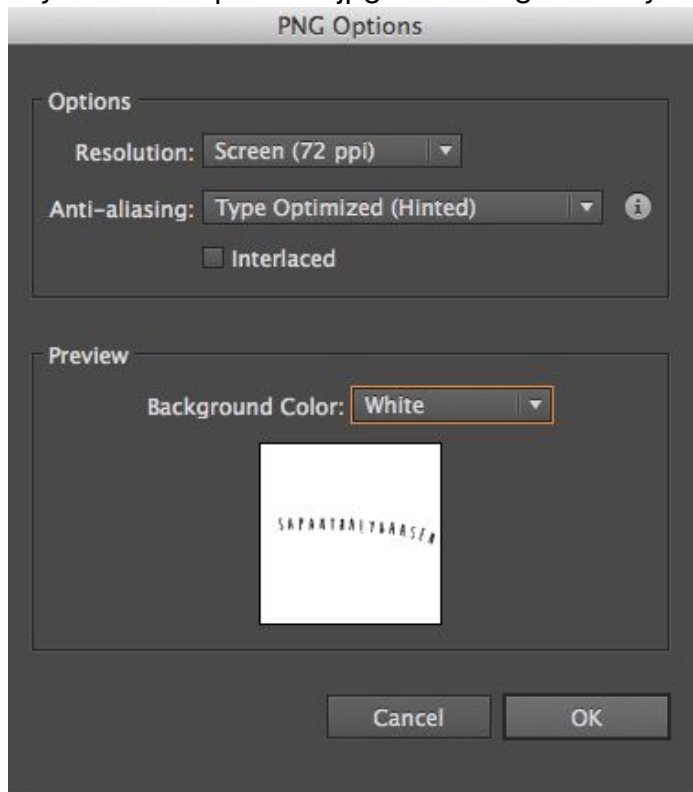 PNG Options
Options
Resolution: Screen (72 ppi)
Anti-aliasing: Type Optimized (Hinted)
Interlaced
Preview
Background Color: White
Cancel OK